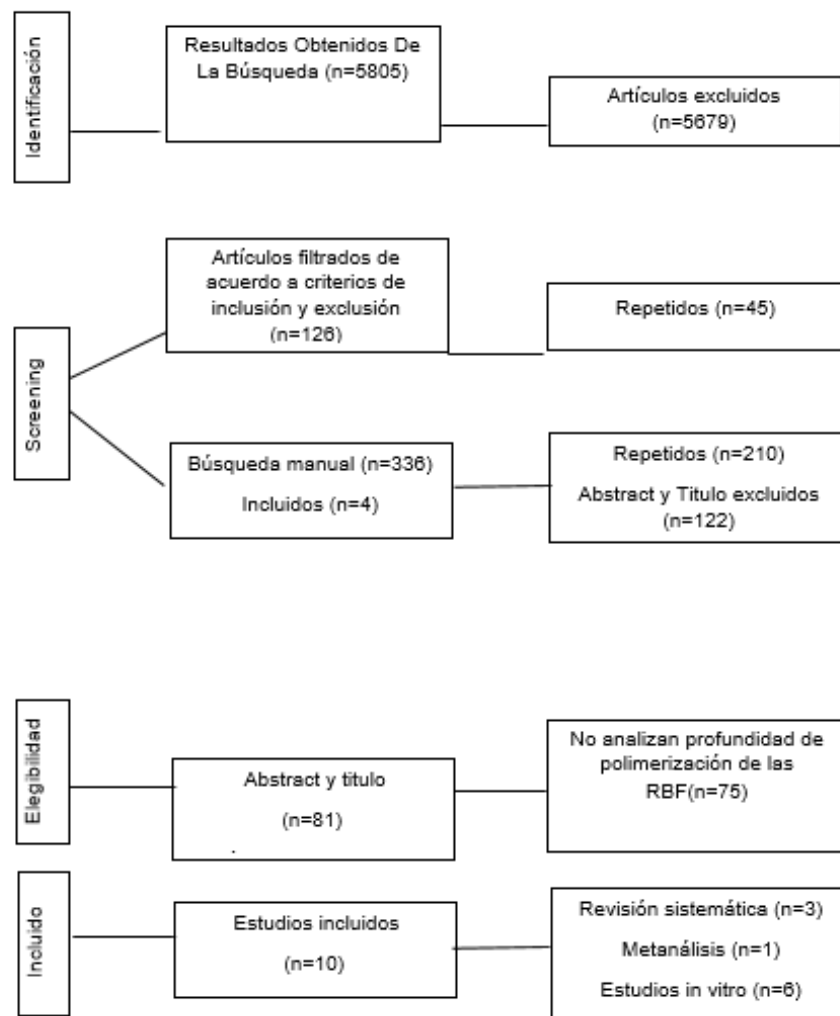 Identificación
Resultados Obtenidos De
La Búsqueda (n=5805)
Artículos excluidos
(n=5679)
Screening
Artículos filtrados de
acuerdo a criterios de
inclusión y exclusión
(n=126)
Repetidos (n=45)
Búsqueda manual (n=336)
Incluidos (n=4)
Repetidos (n=210)
Abstract y Titulo excluidos
(n=122)
Elegibilidad
Abstract y titulo
(n=81)
.
No analizan profundidad de
polimerización de las
RBF(n=75)
Incluido
Estudios incluidos
(n=10)
Revisión sistemática (n=3)
Metanálisis (n=1)
Estudios in vitro (n=6)